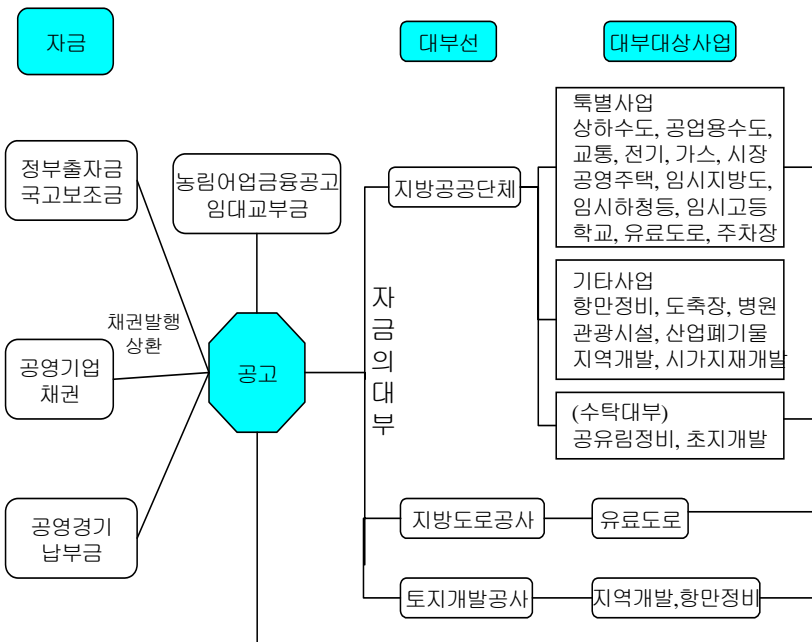 자금
대부선
대부대상사업
정부출자금
국고보조금
농림어업금융공고
임대교부금
채권발행
상환
공영기업
채권
공영경기
납부금
공고
자
금
의
대
부
지방공공단체
특별사업
상하수도, 공업용수도,
교통, 전기, 가스, 시장
공영주택, 임시지방도,
임시하청등, 임시고등
학교, 유료도로, 주차장
기타사업
항만정비, 도축장, 병원
관광시설, 산업폐기물
지역개발, 시가지재개발
(수탁대부)
공유림정비, 초지개발
지방도로공사
유료도로
토지개발공사
지역개발,항만정비